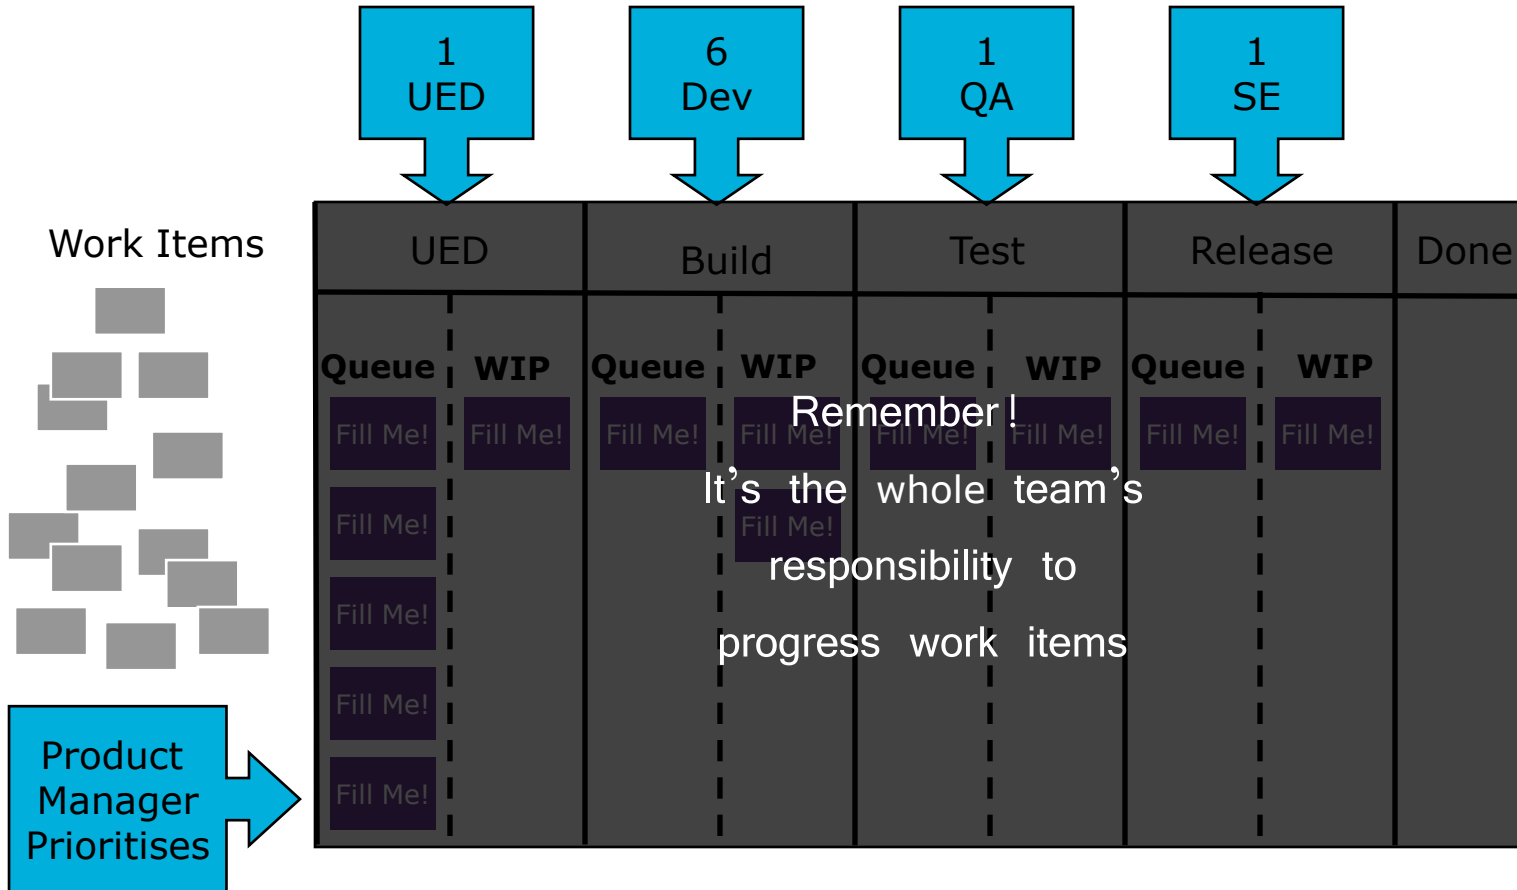 1
UED
6
Dev
1
QA
1
SE
Work Items
UED
Build
Test
Release
Done
Queue
WIP
Queue
WIP
Queue
WIP
Queue
WIP
Fill Me!
Fill Me!
Fill Me!
Fill Me!
Fill Me!
Fill Me!
Fill Me!
Fill Me!
Fill Me!
Fill Me!
Fill Me!
Fill Me!
Fill Me!
Remember!
It’s the whole team’s
responsibility to
progress work items
Product
Manager
Prioritises